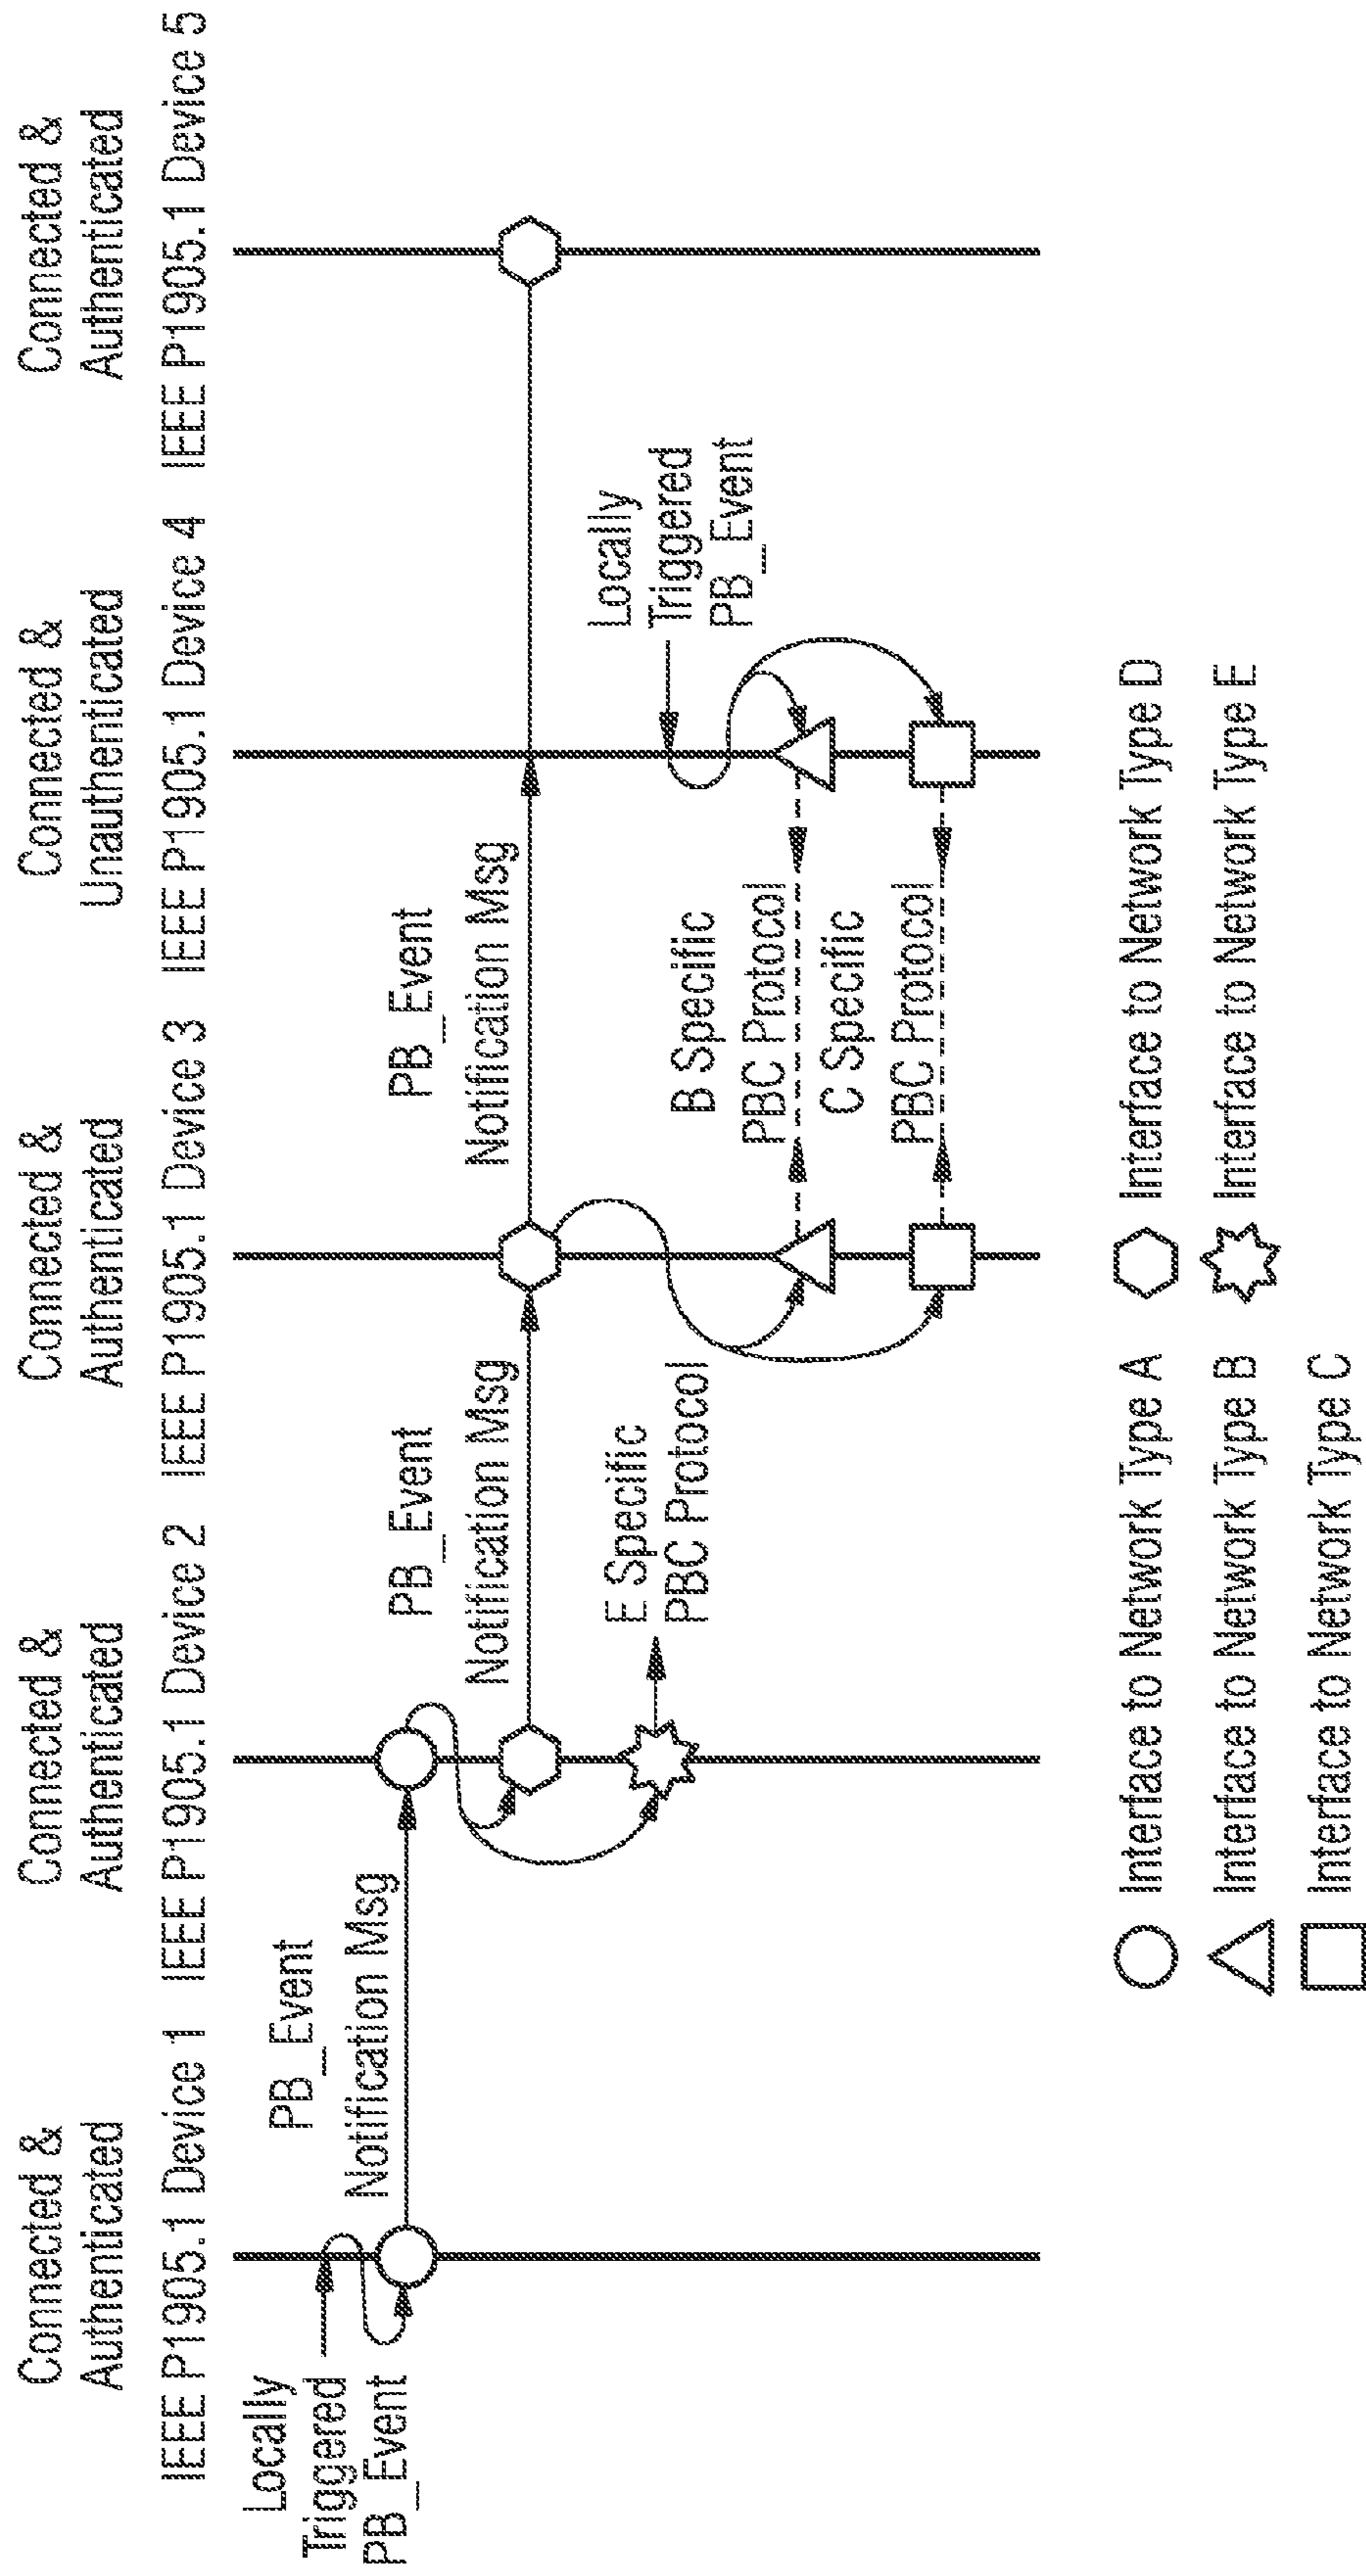 Connected &
Authenticated
IEEE P1905.1 Device 1
Connected &
Authenticated
IEEE P1905.1 Device 2
Connected &
Authenticated
IEEE P1905.1 Device 3
Connected &
Unauthenticated
IEEE P1905.1 Device 4
Connected &
Authenticated
IEEE P1905.1 Device 5
Locally
Triggered
PB_Event
PB_Event
Notification Msg
PB_Event
Notification Msg
E Specific
PBC Protocol
PB_Event
Notification Msg
B Specific
PBC Protocol
C Specific
PBC Protocol
Locally
Triggered
PB_Event
Interface to Network Type A
Interface to Network Type B
Interface to Network Type C
Interface to Network Type D
Interface to Network Type E